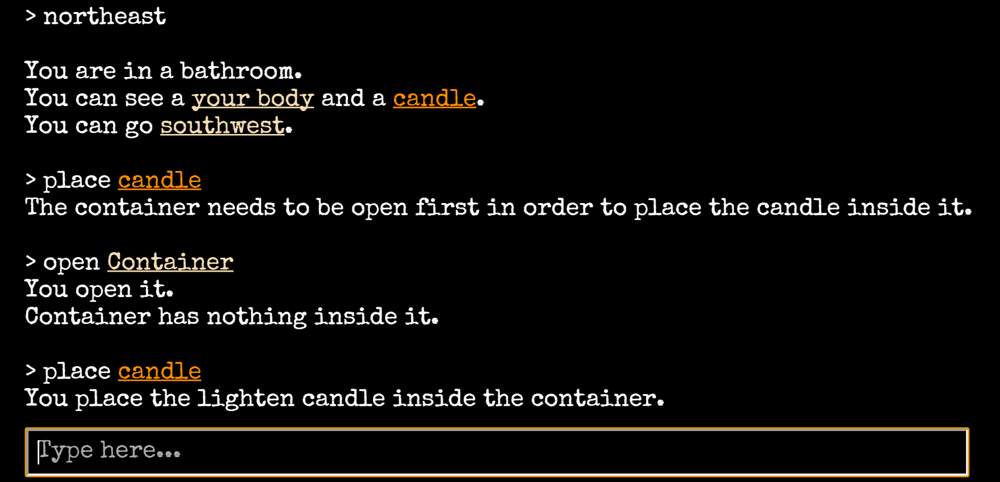 > northeast
You are in a bathroom.
You can see a your body and a candle.
You can go southwest.
> place candle
The container needs to be open first in order to place the candle inside it.
> open Container
You open it.
Container has nothing inside it.
> place candle
You place the lighten candle inside the container.
Type here...